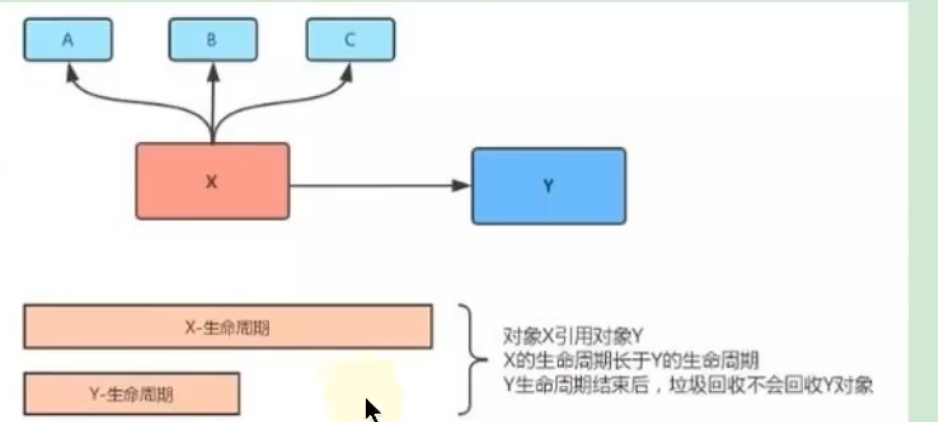 A
B
C
X
Y
X-生命周期
Y-生命周期
对象X引用对象Y
X的生命周期长于Y的生命周期
Y生命周期结束后，垃圾回收不会回收Y对象